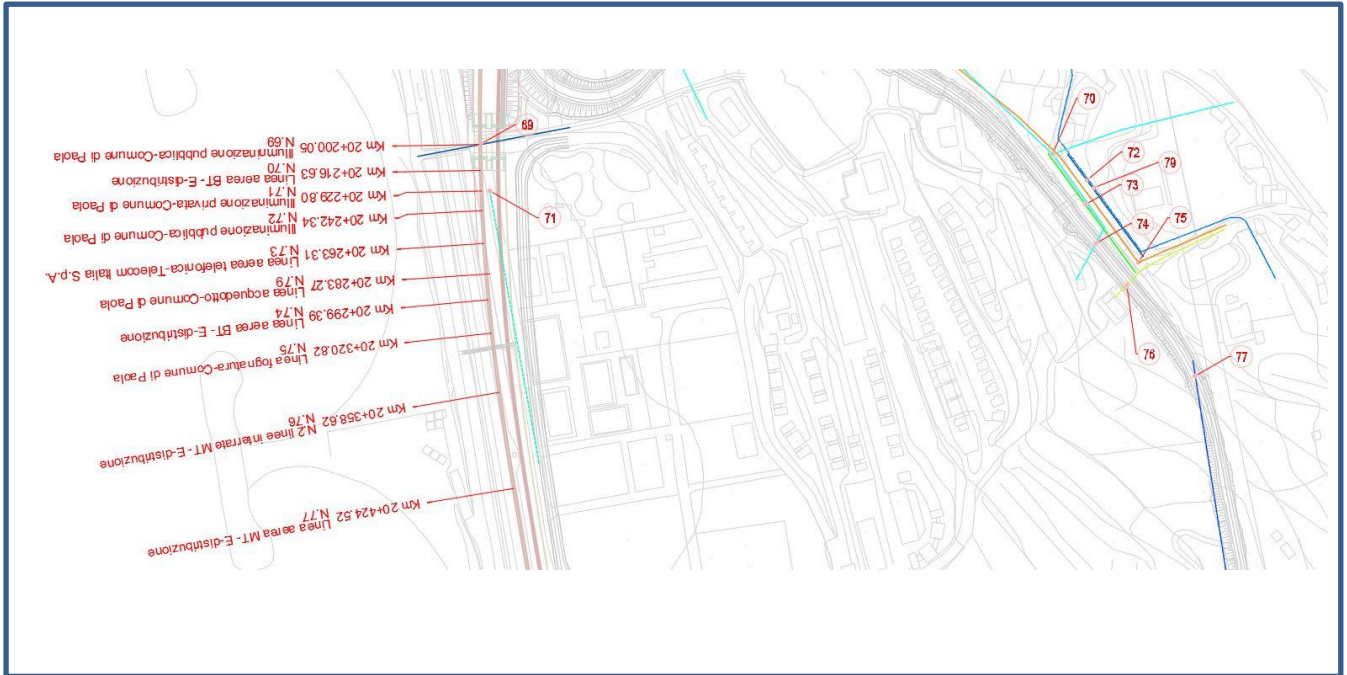 Km 20+200.05 N.69
Illuminazione pubblica-Comune di Paola
Km 20+216.63 N.70
Linea aerea BT - E-distribuzione
Km 20+229.80 N.71
Illuminazione privata-Comune di Paola
Km 20+242.34 N.72
Illuminazione pubblica-Comune di Paola
Km 20+263.31 N.73
Linea aerea telefonica-Telecom Italia S.p.A.
Km 20+283.27 N.79
Linea acquedotto-Comune di Paola
Km 20+299.39 N.74
Linea aerea BT - E-distribuzione
Km 20+320.82 N.75
Linea fognatura-Comune di Paola
Km 20+358.62 N.76
N.2 linee interrate MT - E-distribuzione
Km 20+424.52 N.77
Linea aerea MT - E-distribuzione
69
71
70
72
79
73
74
75
76
77